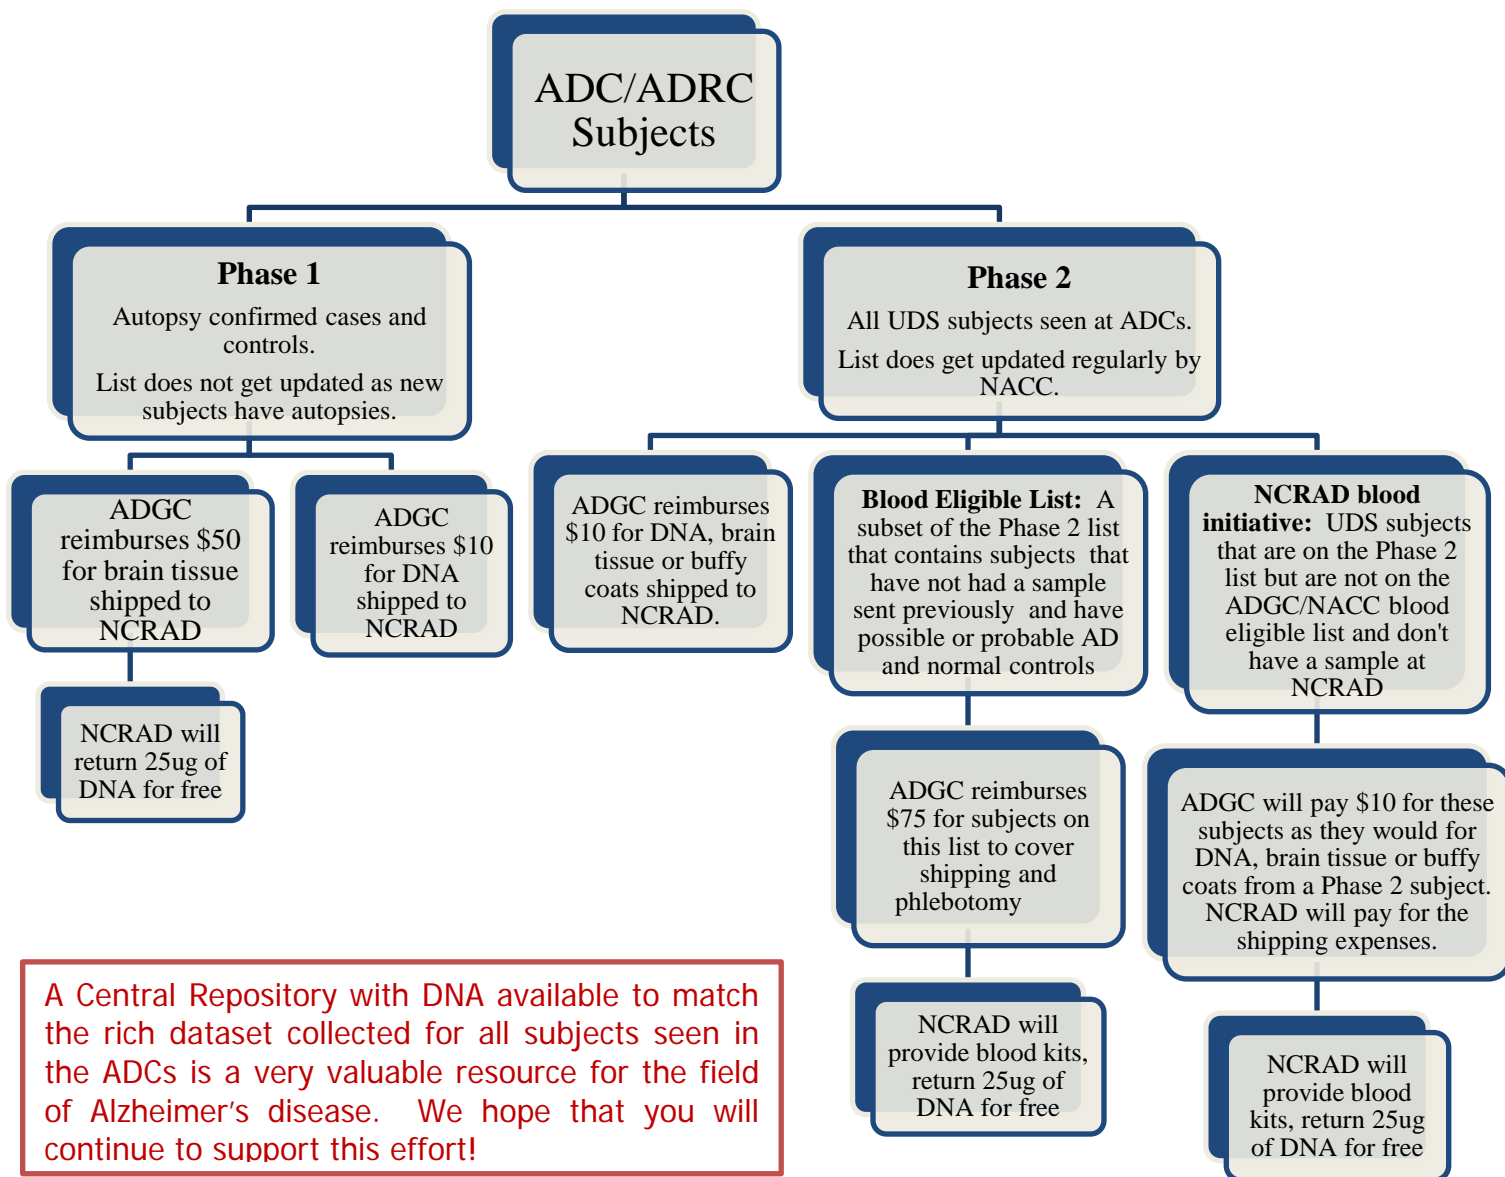 ADC/ADRC
Subjects
Phase 1
Autopsy confirmed cases and
controls.
List does not get updated as new
subjects have autopsies.
Phase 2
All UDS subjects seen at ADCs.
List does get updated regularly by
NACC.
ADGC
reimburses $50
for brain tissue
shipped to
NCRAD
ADGC
reimburses $10
for DNA
shipped to
NCRAD
ADGC reimburses
$10 for DNA, brain
tissue or buffy
coats shipped to
NCRAD.
Blood Eligible List: A
subset of the Phase 2 list
that contains subjects that
have not had a sample
sent previously and have
possible or probable AD
and normal controls
NCRAD blood
initiative: UDS subjects
that are on the Phase 2
list but are not on the
ADGC/NACC blood
eligible list and don't
have a sample at
NCRAD
NCRAD will
return 25ug of
DNA for free
ADGC reimburses
$75 for subjects on
this list to cover
shipping and
phlebotomy
ADGC will pay $10 for these
subjects as they would for
DNA, brain tissue or buffy
coats from a Phase 2 subject.
NCRAD will pay for the
shipping expenses.
NCRAD will
provide blood kits,
return 25ug of
DNA for free
NCRAD will
provide blood
kits, return 25ug
of DNA for free
A Central Repository with DNA available to match
the rich dataset collected for all subjects seen in
the ADCs is a very valuable resource for the field
of Alzheimer's disease. We hope that you will
continue to support this effort!